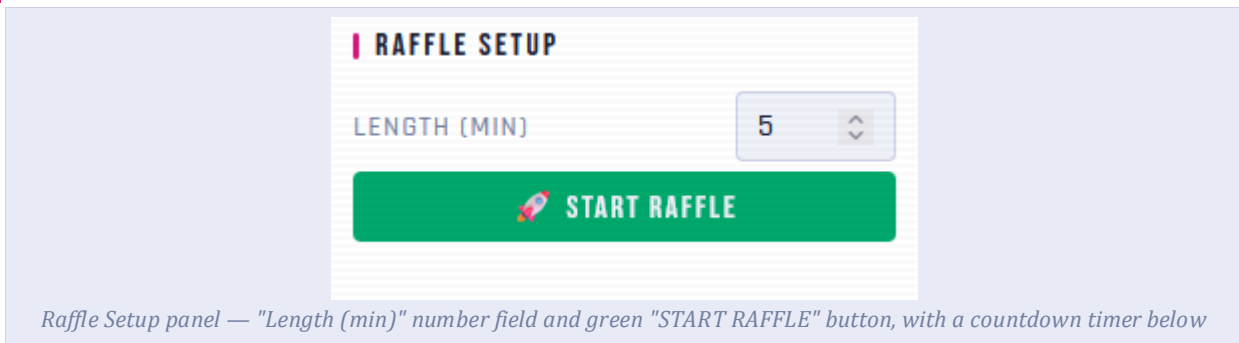 RAFFLE SETUP
LENGTH (MIN) 5
🚀 START RAFFLE
Raffle Setup panel — "Length (min)" number field and green "START RAFFLE" button, with a countdown timer below